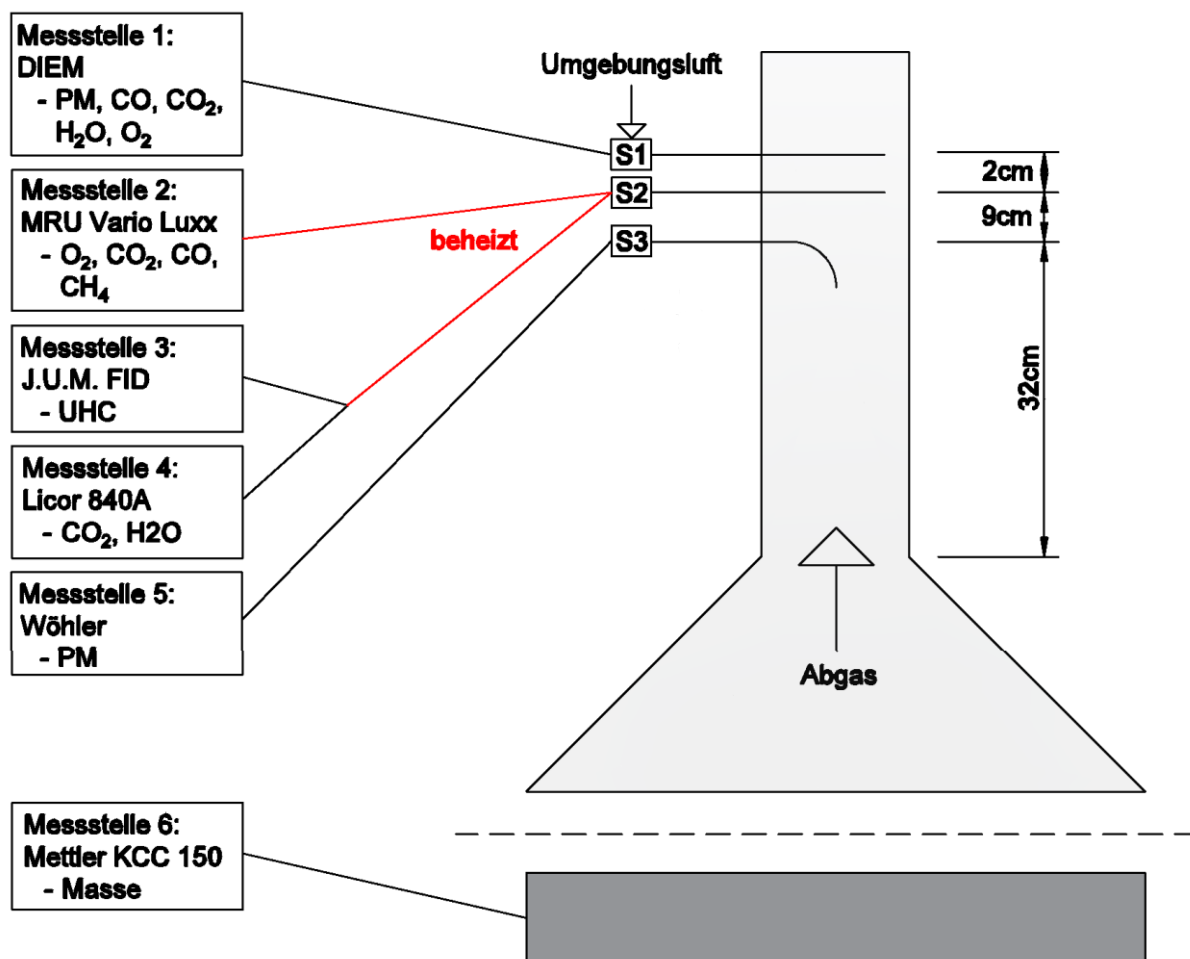 Messstelle 1:
DIEM
- PM, CO, CO₂,
H₂O, O₂
Messstelle 2:
MRU Vario Luxx
- O₂, CO₂, CO,
CH₄
Messstelle 3:
J.U.M. FID
- UHC
Messstelle 4:
Licor 840A
- CO₂, H2O
Messstelle 5:
Wöhler
- PM
Messstelle 6:
Mettler KCC 150
- Masse
beheizt
Umgebungsluft
S1
S2
S3
Abgas
2cm
9cm
32cm